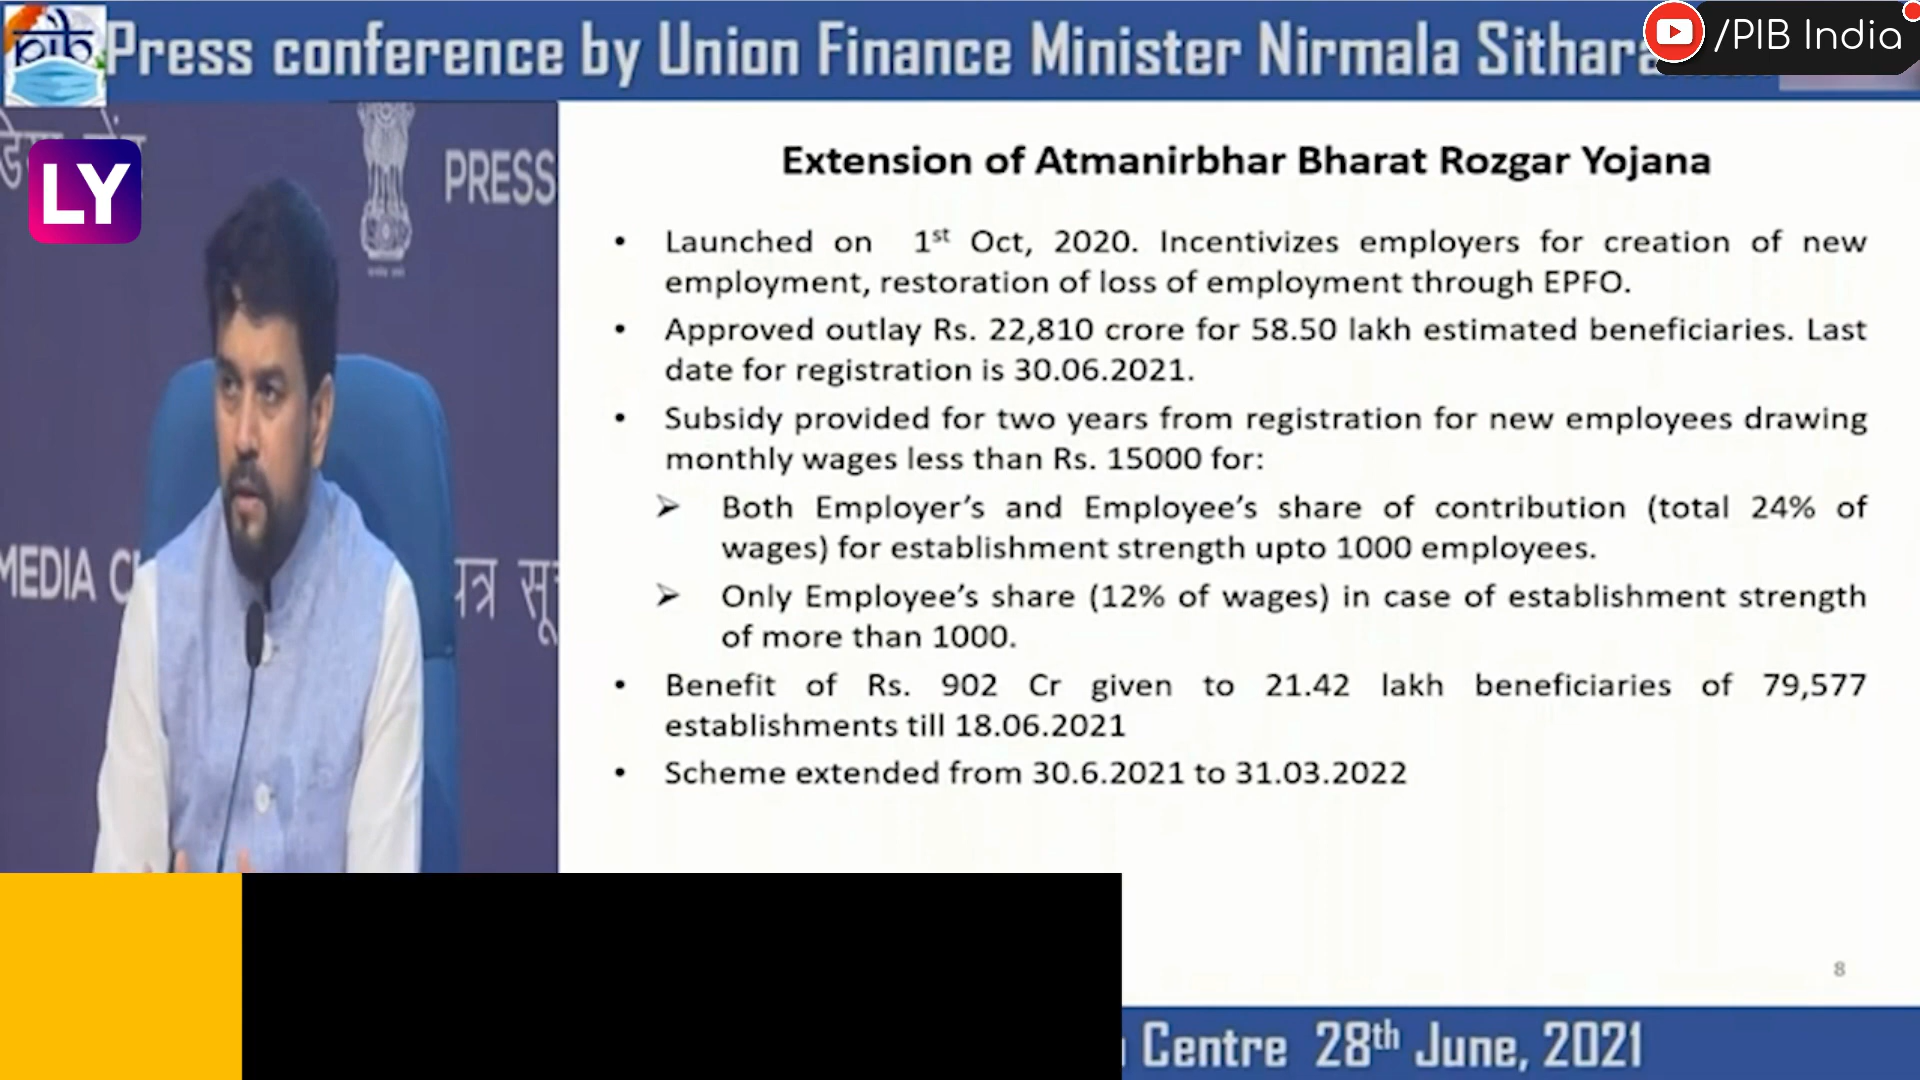 pib
Press conference by Union Finance Minister Nirmala
/PIB India
LY
PRESS
MEDIA
पत्र
Extension of Atmanirbhar Bharat Rozgar Yojana
• Launched on 1st Oct, 2020. Incentivizes employers for creation of new
employment, restoration of loss of employment through EPFO.
• Approved outlay Rs. 22,810 crore for 58.50 lakh estimated beneficiaries. Last
date for registration is 30.06.2021.
• Subsidy provided for two years from registration for new employees drawing
monthly wages less than Rs. 15000 for:
➢ Both Employer’s and Employee’s share of contribution (total 24% of
wages) for establishment strength upto 1000 employees.
➢ Only Employee’s share (12% of wages) in case of establishment strength
of more than 1000.
• Benefit of Rs. 902 Cr given to 21.42 lakh beneficiaries of 79,577
establishments till 18.06.2021
• Scheme extended from 30.6.2021 to 31.03.2022
8
Centre 28th June, 2021